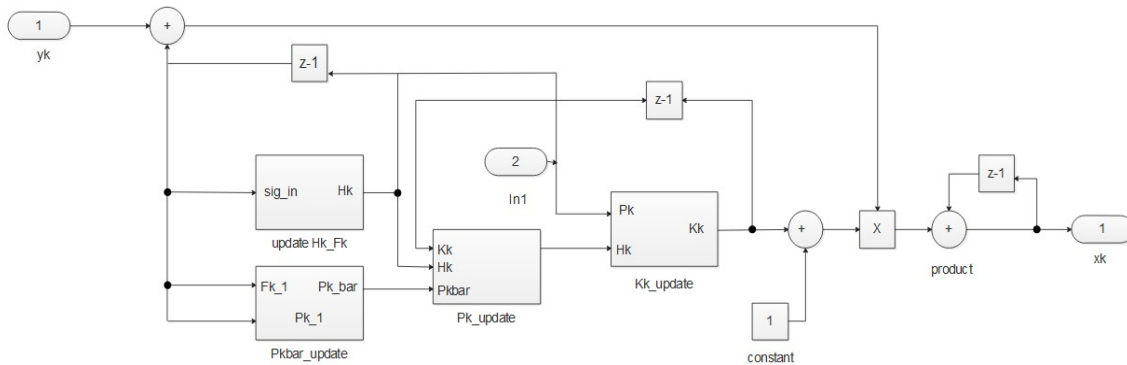 1
+
yk
z-1
z-1
2
In1
z-1
sig_in Hk
update Hk_Fk
Pk
Kk
Hk
Kk_update
+
X
+
product
1
xk
Kk
Hk
Pkbar
Pk_update
Fk_1 Pk_bar
Pk_1
Pkbar_update
1
constant